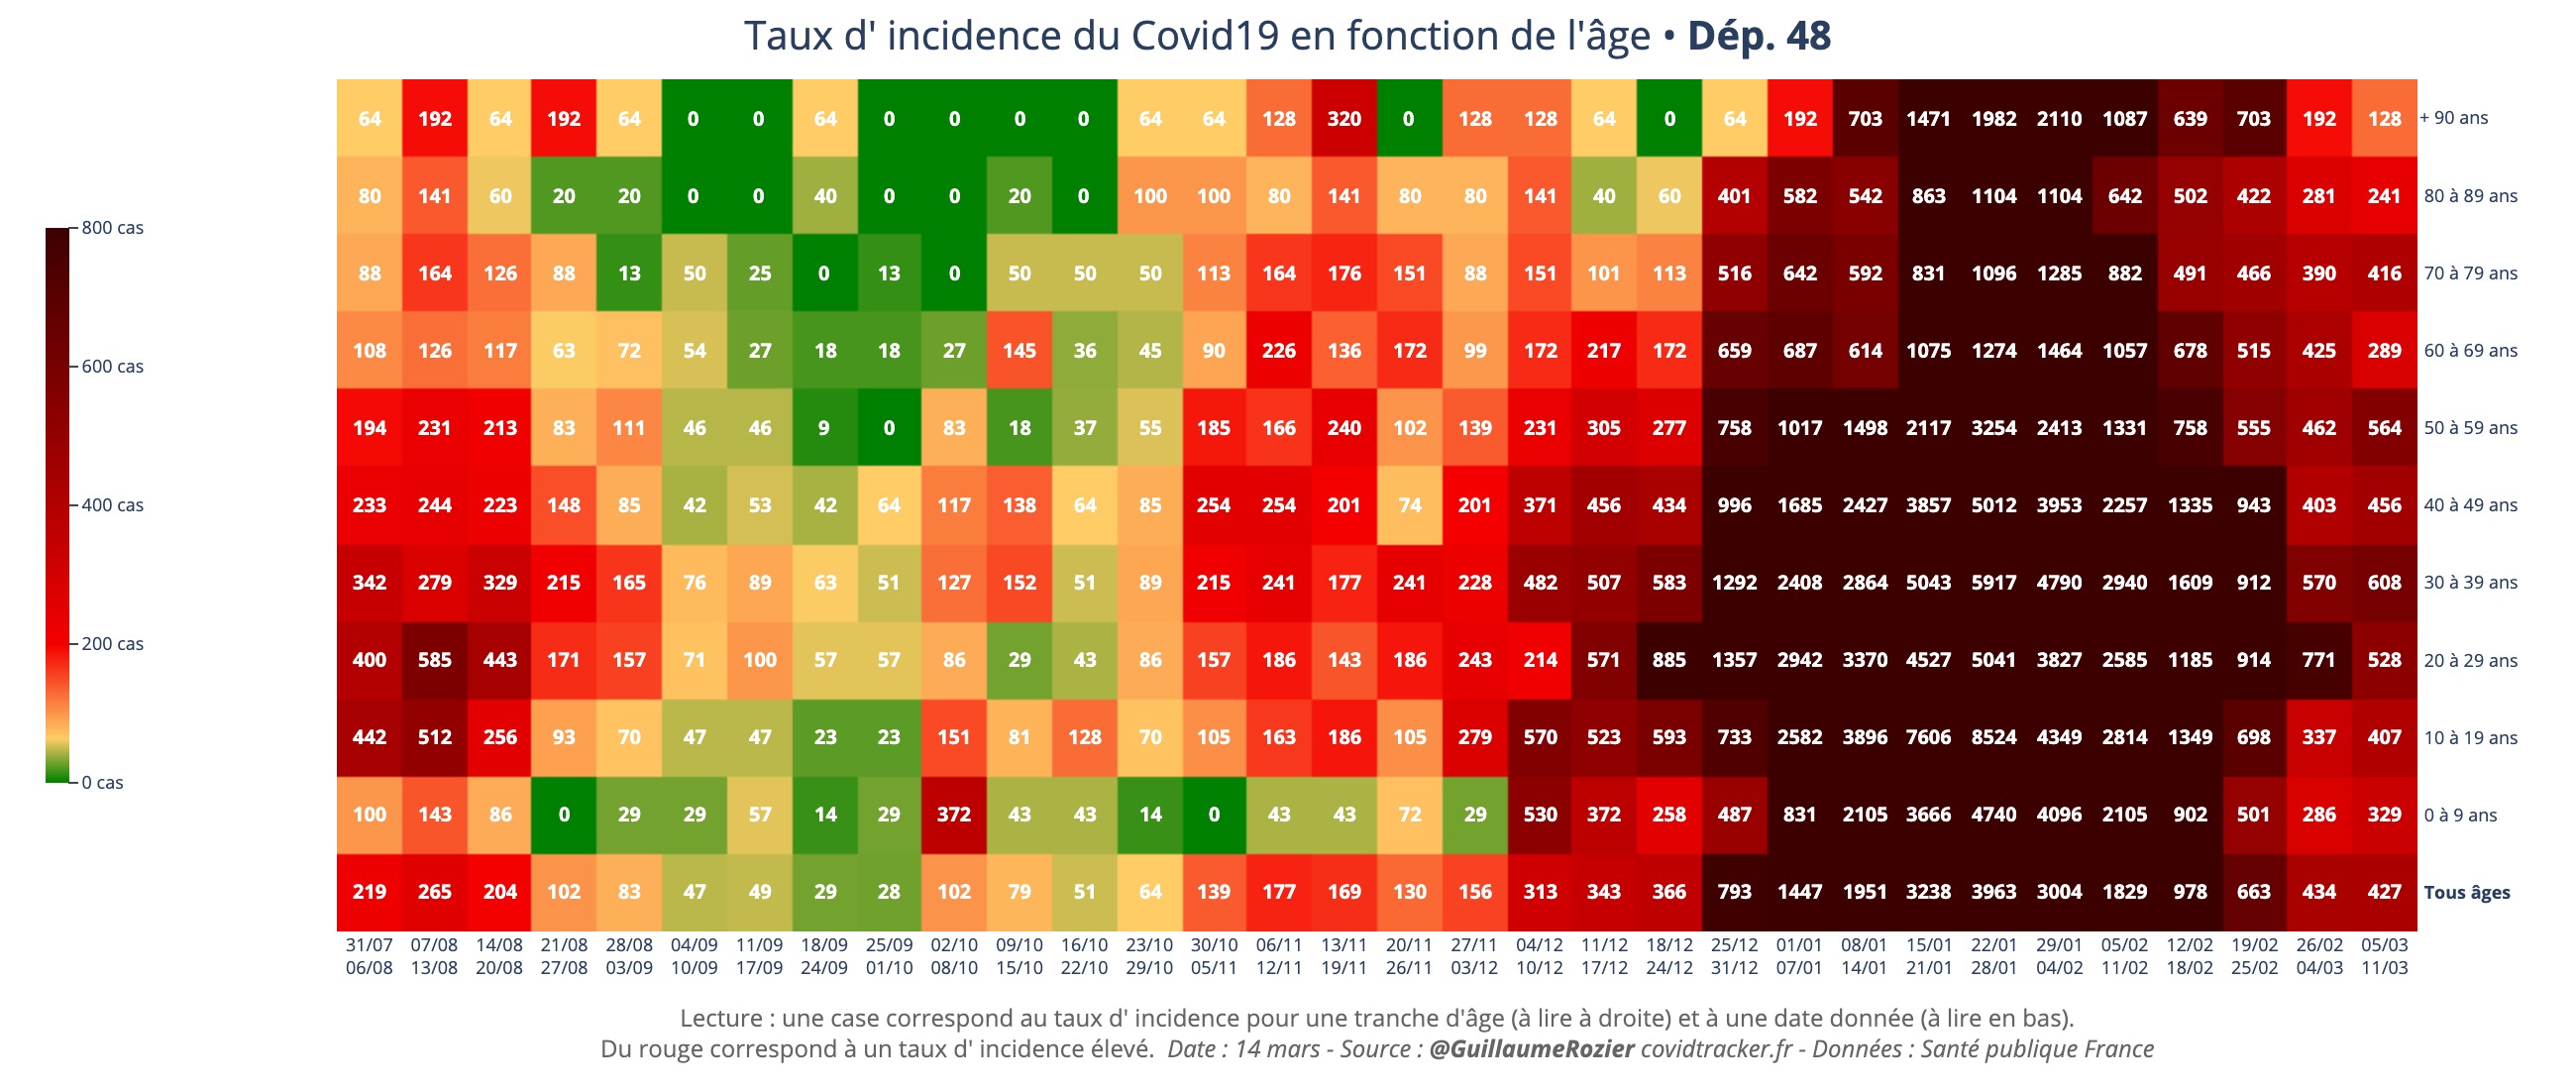 Taux d' incidence du Covid19 en fonction de l'âge • Dép. 48
64 192 64 192 64 0 0 64 0 0 0 0 64 64 128 320 0 128 128 64 0 64 192 703 1471 1982 2110 1087 639 703 192 128 + 90 ans
80 141 60 20 20 0 0 40 0 0 20 0 100 100 80 141 80 80 141 40 60 401 582 542 863 1104 1104 642 502 422 281 241 80 à 89 ans
800 cas
88 164 126 88 13 50 25 0 13 0 50 50 50 113 164 176 151 88 151 101 113 516 642 592 831 1096 1285 882 491 466 390 416 70 à 79 ans
108 126 117 63 72 54 27 18 18 27 145 36 45 90 226 136 172 99 172 217 172 659 687 614 1075 1274 1464 1057 678 515 425 289 60 à 69 ans
600 cas
194 231 213 83 111 46 46 9 0 83 18 37 55 185 166 240 102 139 231 305 277 758 1017 1498 2117 3254 2413 1331 758 555 462 564 50 à 59 ans
400 cas
233 244 223 148 85 42 53 42 64 117 138 64 85 254 254 201 74 201 371 456 434 996 1685 2427 3857 5012 3953 2257 1335 943 403 456 40 à 49 ans
342 279 329 215 165 76 89 63 51 127 152 51 89 215 241 177 241 228 482 507 583 1292 2408 2864 5043 5917 4790 2940 1609 912 570 608 30 à 39 ans
200 cas
400 585 443 171 157 71 100 57 57 86 29 43 86 157 186 143 186 243 214 571 885 1357 2942 3370 4527 5041 3827 2585 1185 914 771 528 20 à 29 ans
442 512 256 93 70 47 47 23 23 151 81 128 70 105 163 186 105 279 570 523 593 733 2582 3896 7606 8524 4349 2814 1349 698 337 407 10 à 19 ans
0 cas
100 143 86 0 29 29 57 14 29 372 43 43 14 0 43 43 72 29 530 372 258 487 831 2105 3666 4740 4096 2105 902 501 286 329 0 à 9 ans
219 265 204 102 83 47 49 29 28 102 79 51 64 139 177 169 130 156 313 343 366 793 1447 1951 3238 3963 3004 1829 978 663 434 427 Tous âges
31/07 07/08 14/08 21/08 28/08 04/09 11/09 18/09 25/09 02/10 09/10 16/10 23/10 30/10 06/11 13/11 20/11 27/11 04/12 11/12 18/12 25/12 01/01 08/01 15/01 22/01 29/01 05/02 12/02 19/02 26/02 05/03
06/08 13/08 20/08 27/08 03/09 10/09 17/09 24/09 01/10 08/10 15/10 22/10 29/10 05/11 12/11 19/11 26/11 03/12 10/12 17/12 24/12 31/12 07/01 14/01 21/01 28/01 04/02 11/02 18/02 25/02 04/03 11/03
Lecture : une case correspond au taux d' incidence pour une tranche d'âge (à lire à droite) et à une date donnée (à lire en bas).
Du rouge correspond à un taux d' incidence élevé. Date : 14 mars - Source : @GuillaumeRozier covidtracker.fr - Données : Santé publique France